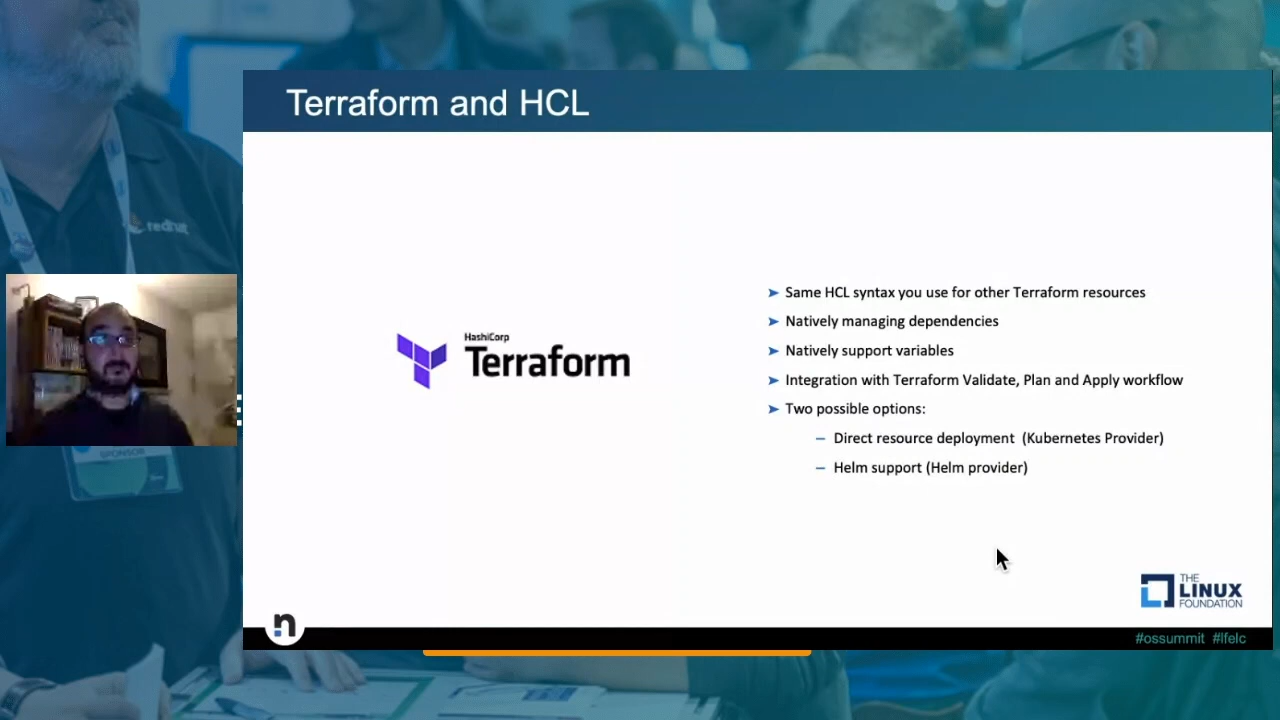 Terraform and HCL
redhat
SPONSOR
HashiCorp
Terraform
➤ Same HCL syntax you use for other Terraform resources
➤ Natively managing dependencies
➤ Natively support variables
➤ Integration with Terraform Validate, Plan and Apply workflow
➤ Two possible options:
– Direct resource deployment (Kubernetes Provider)
– Helm support (Helm provider)
THE
LINUX
FOUNDATION
n
#ossummit #lfelc